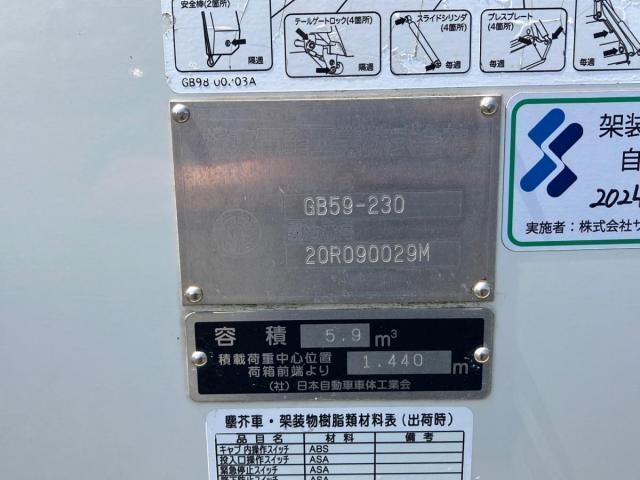 安全棒(2箇所)
テールゲートロック(4箇所)
スライドシリンダ
(4箇所)
プレスプレート
(4箇所)
隔週
隔週
毎週
毎週
毎週
GB98 00.03A
GB59-230
20R090029M
架装
自
2024
実施者:株式会社サ
容積 5.9 m³
積載荷重中心位置
荷箱前端より 1.440 m
(社)日本自動車車体工業会
塵芥車・架装物樹脂類材料表(出荷時)
品目名 材料 備考
キャブ内操作スイッチ ABS
投入口操作スイッチ ASA
緊急停止スイッチ ASA
ASA